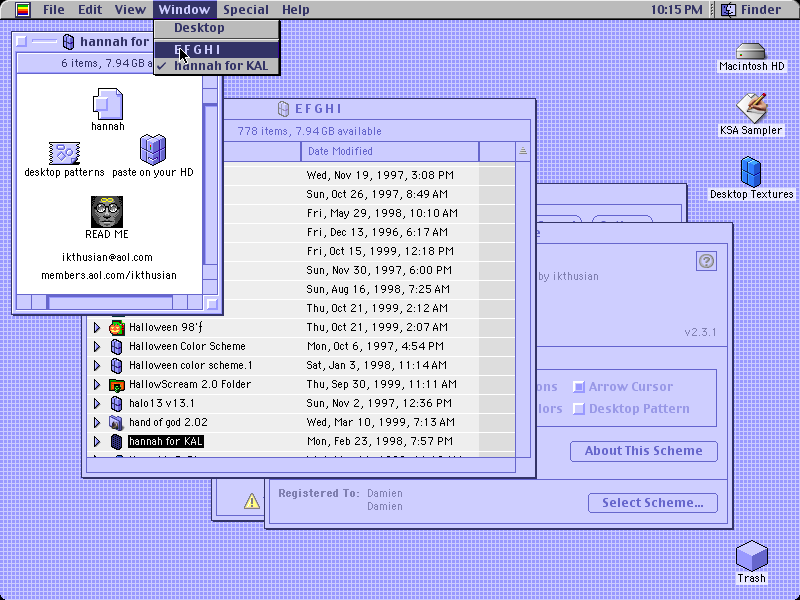 File Edit View Window Special Help 10:15 PM Finder
Desktop
E F G H I
✓ hannah for KAL
hannah for
6 items, 7.94 GB a
hannah
desktop patterns
paste on your HD
READ ME
ikthusian@aol.com
members.aol.com/ikthusian
E F G H I
778 items, 7.94 GB available
Date Modified
Wed, Nov 19, 1997, 3:08 PM
Sun, Oct 26, 1997, 8:49 AM
Fri, May 29, 1998, 10:10 AM
Fri, Dec 13, 1996, 6:17 AM
Fri, Oct 15, 1999, 12:18 PM
Sun, Nov 30, 1997, 6:00 PM
Sun, Aug 16, 1998, 7:25 AM
Thu, Oct 21, 1999, 2:12 AM
Halloween 98'ƒ Thu, Oct 21, 1999, 2:07 AM
Halloween Color Scheme Mon, Oct 6, 1997, 4:54 PM
Halloween color scheme.1 Sat, Jan 3, 1998, 11:14 AM
HallowScream 2.0 Folder Thu, Sep 30, 1999, 11:11 AM
halo13 v13.1 Sun, Nov 2, 1997, 12:36 PM
hand of god 2.02 Wed, Mar 10, 1999, 7:13 AM
hannah for KAL Mon, Feb 23, 1998, 7:57 PM
e
by ikthusian
v2.3.1
ons Arrow Cursor
lors Desktop Pattern
About This Scheme
Registered To: Damien
Damien
Select Scheme...
Macintosh HD
KSA Sampler
Desktop Textures
Trash